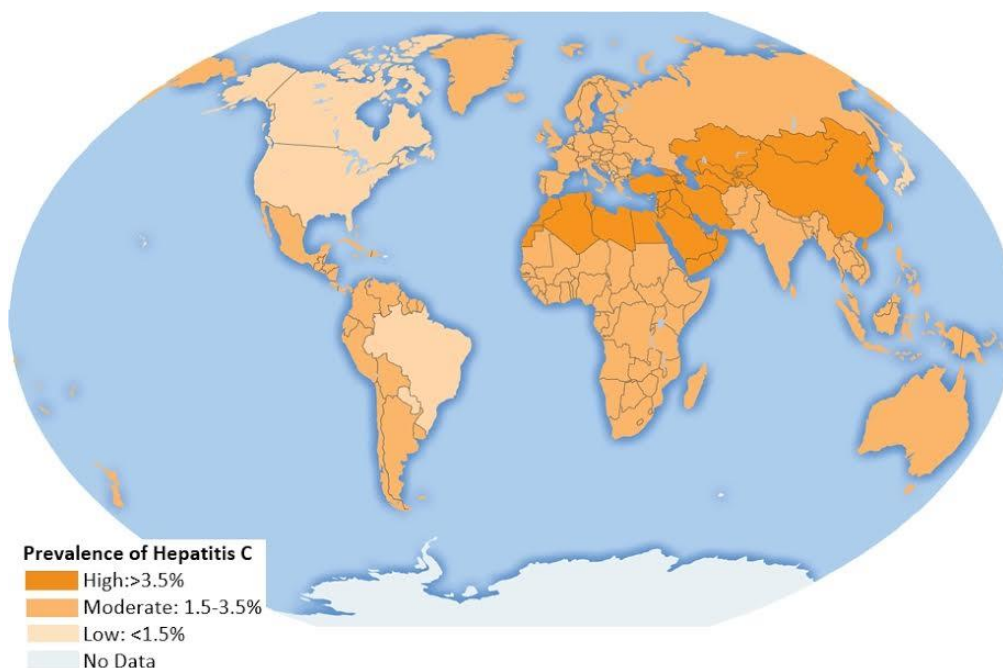 Prevalence of Hepatitis C
High:>3.5%
Moderate: 1.5-3.5%
Low: <1.5%
No Data